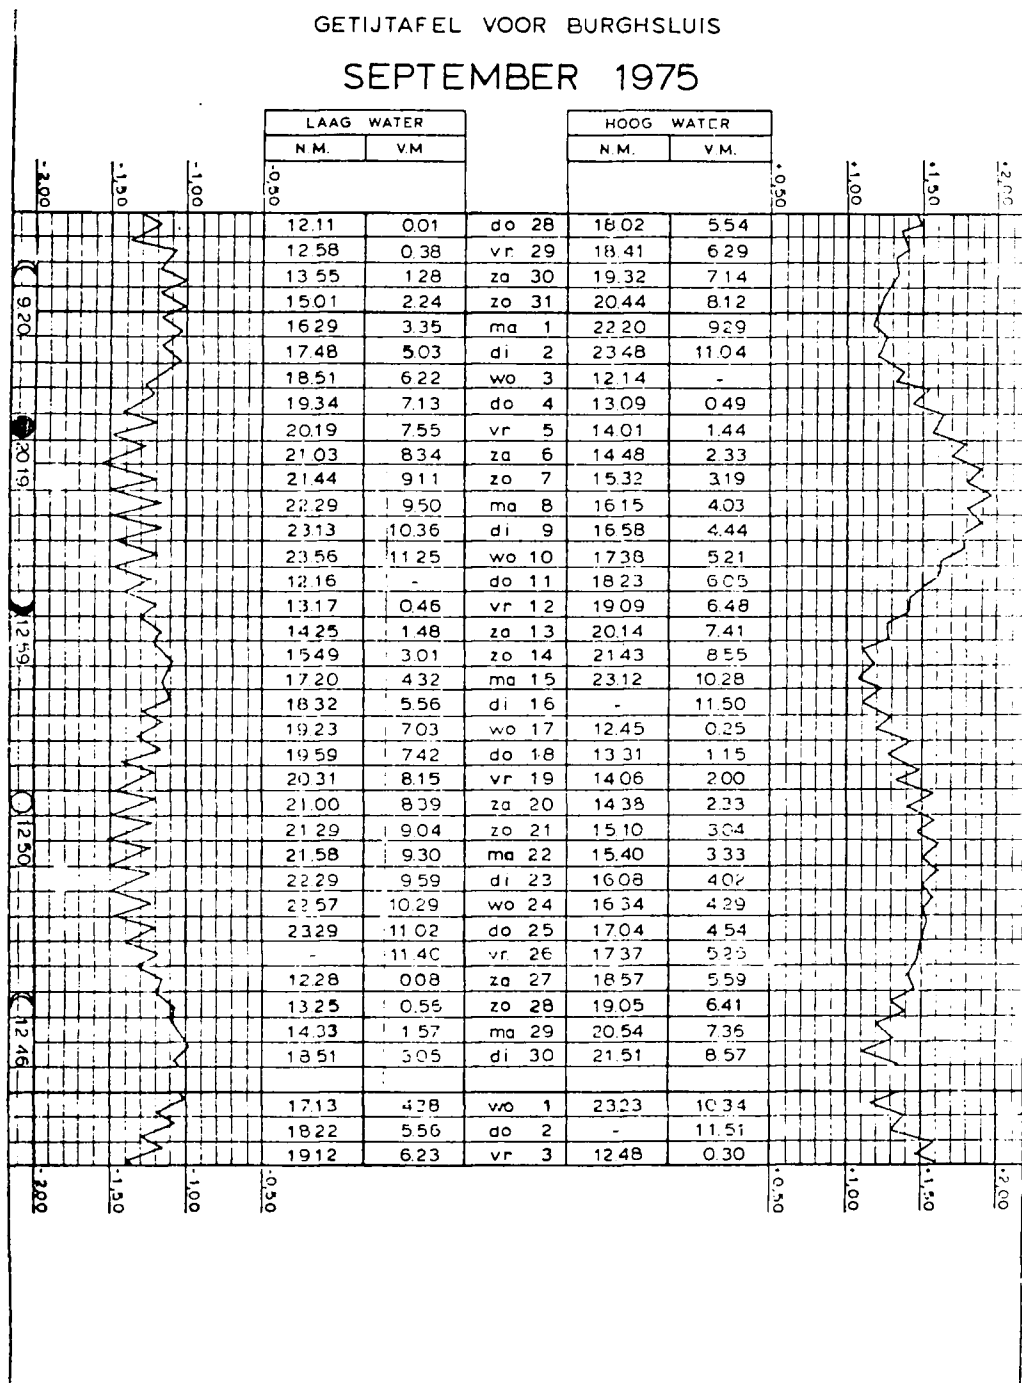 GETIJTAFEL VOOR BURGHSLUIS
SEPTEMBER 1975
LAAG WATER HOOG WATER
N.M. V.M N.M. V.M.
-2,00 -1,50 -1,00 -0,50 +0,50 +1,00 +1,50 +2,00
12.11 0.01 do 28 18.02 5.54
12.58 0.38 vr 29 18.41 6.29
13.55 1.28 za 30 19.32 7.14
15.01 2.24 zo 31 20.44 8.12
16.29 3.35 ma 1 22.20 9.29
17.48 5.03 di 2 23.48 11.04
18.51 6.22 wo 3 12.14 -
19.34 7.13 do 4 13.09 0.49
20.19 7.55 vr 5 14.01 1.44
21.03 8.34 za 6 14.48 2.33
21.44 9.11 zo 7 15.32 3.19
22.29 9.50 ma 8 16.15 4.03
23.13 10.36 di 9 16.58 4.44
23.56 11.25 wo 10 17.38 5.21
12.16 - do 11 18.23 6.05
13.17 0.46 vr 12 19.09 6.48
14.25 1.48 za 13 20.14 7.41
15.49 3.01 zo 14 21.43 8.55
17.20 4.32 ma 15 23.12 10.28
18.32 5.56 di 16 - 11.50
19.23 7.03 wo 17 12.45 0.25
19.59 7.42 do 18 13.31 1.15
20.31 8.15 vr 19 14.06 2.00
21.00 8.39 za 20 14.38 2.33
21.29 9.04 zo 21 15.10 3.04
21.58 9.30 ma 22 15.40 3.33
22.29 9.59 di 23 16.08 4.02
22.57 10.29 wo 24 16.34 4.29
23.29 11.02 do 25 17.04 4.54
- 11.40 vr 26 17.37
12.28 0.08 za 27 18.57 5.59
13.25 0.55 zo 28 19.05 6.41
14.33 1.57 ma 29 20.54 7.36
18.51 3.05 di 30 21.51 8.57
17.13 4.28 wo 1 23.23 10.34
18.22 5.56 do 2 - 11.51
19.12 6.23 vr 3 12.48 0.30
9.20
20.19
12.59
12.50
12.46
-2,00 -1,50 -1,00 -0,50 +0,50 +1,00 +1,50 +2,00